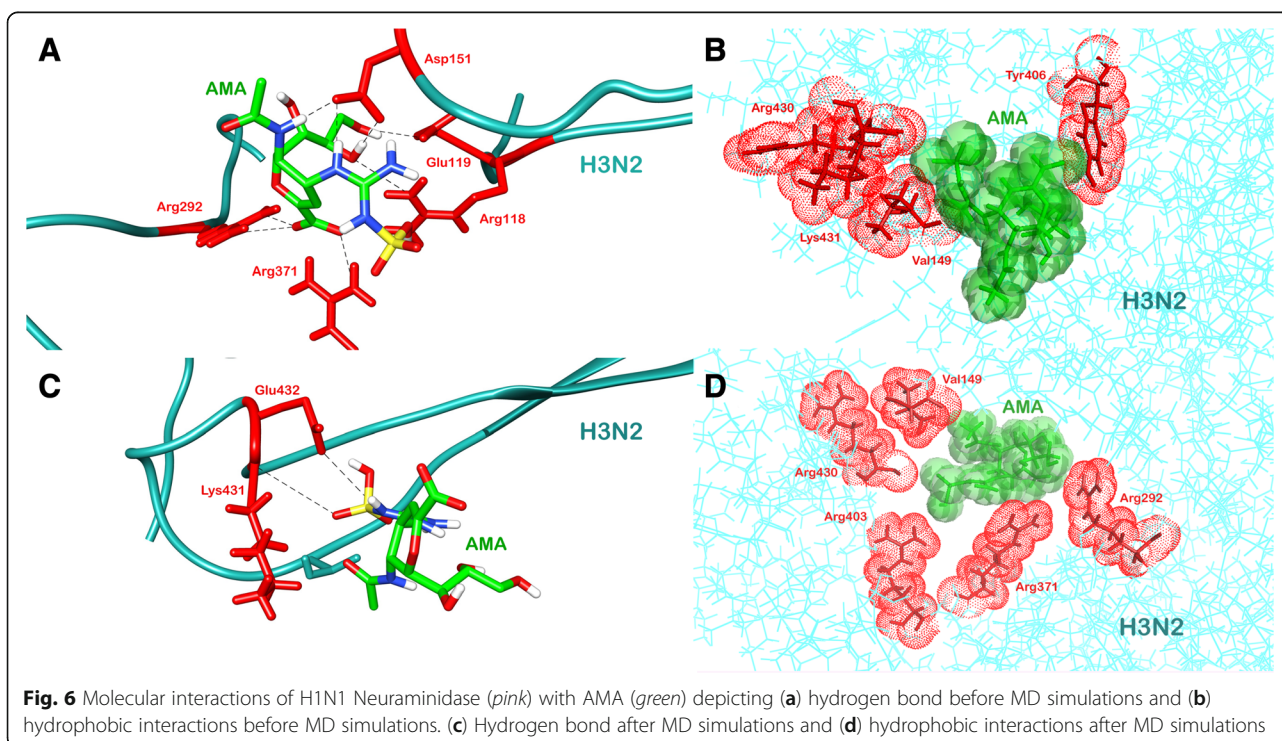 A
AMA
Asp151
H3N2
Glu119
Arg292
Arg118
Arg371
B
Tyr406
Arg430
AMA
Lys431
Val149
H3N2
C
Glu432
H3N2
Lys431
AMA
D
Val149
AMA
Arg430
Arg292
Arg403
Arg371
H3N2
Fig. 6 Molecular interactions of H1N1 Neuraminidase (pink) with AMA (green) depicting (a) hydrogen bond before MD simulations and (b)
hydrophobic interactions before MD simulations. (c) Hydrogen bond after MD simulations and (d) hydrophobic interactions after MD simulations